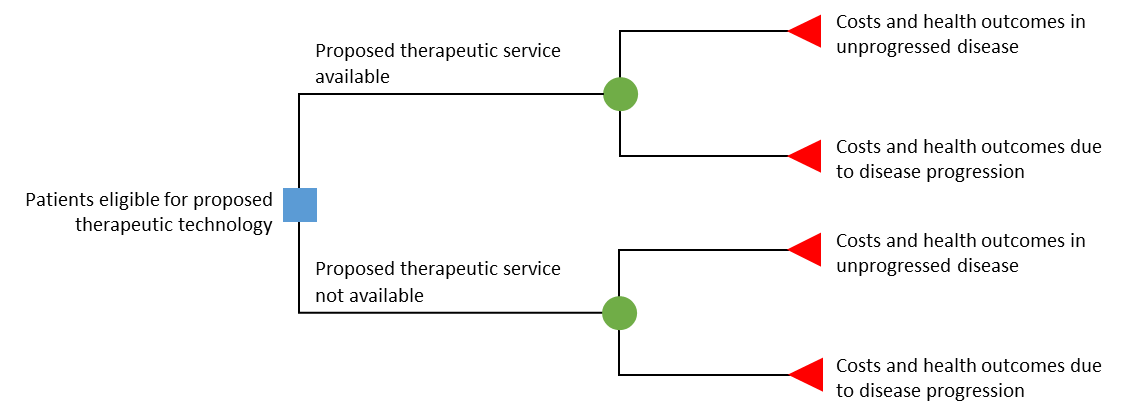 Costs and health outcomes in
unprogressed disease
Proposed therapeutic service
available
Costs and health outcomes due
to disease progression
Patients eligible for proposed
therapeutic technology
Costs and health outcomes in
unprogressed disease
Proposed therapeutic service
not available
Costs and health outcomes due
to disease progression